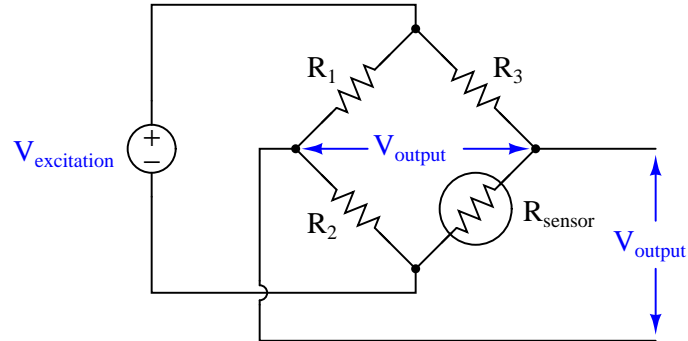 R1
R3
+
−
Vexcitation
Voutput
R2
Rsensor
Voutput